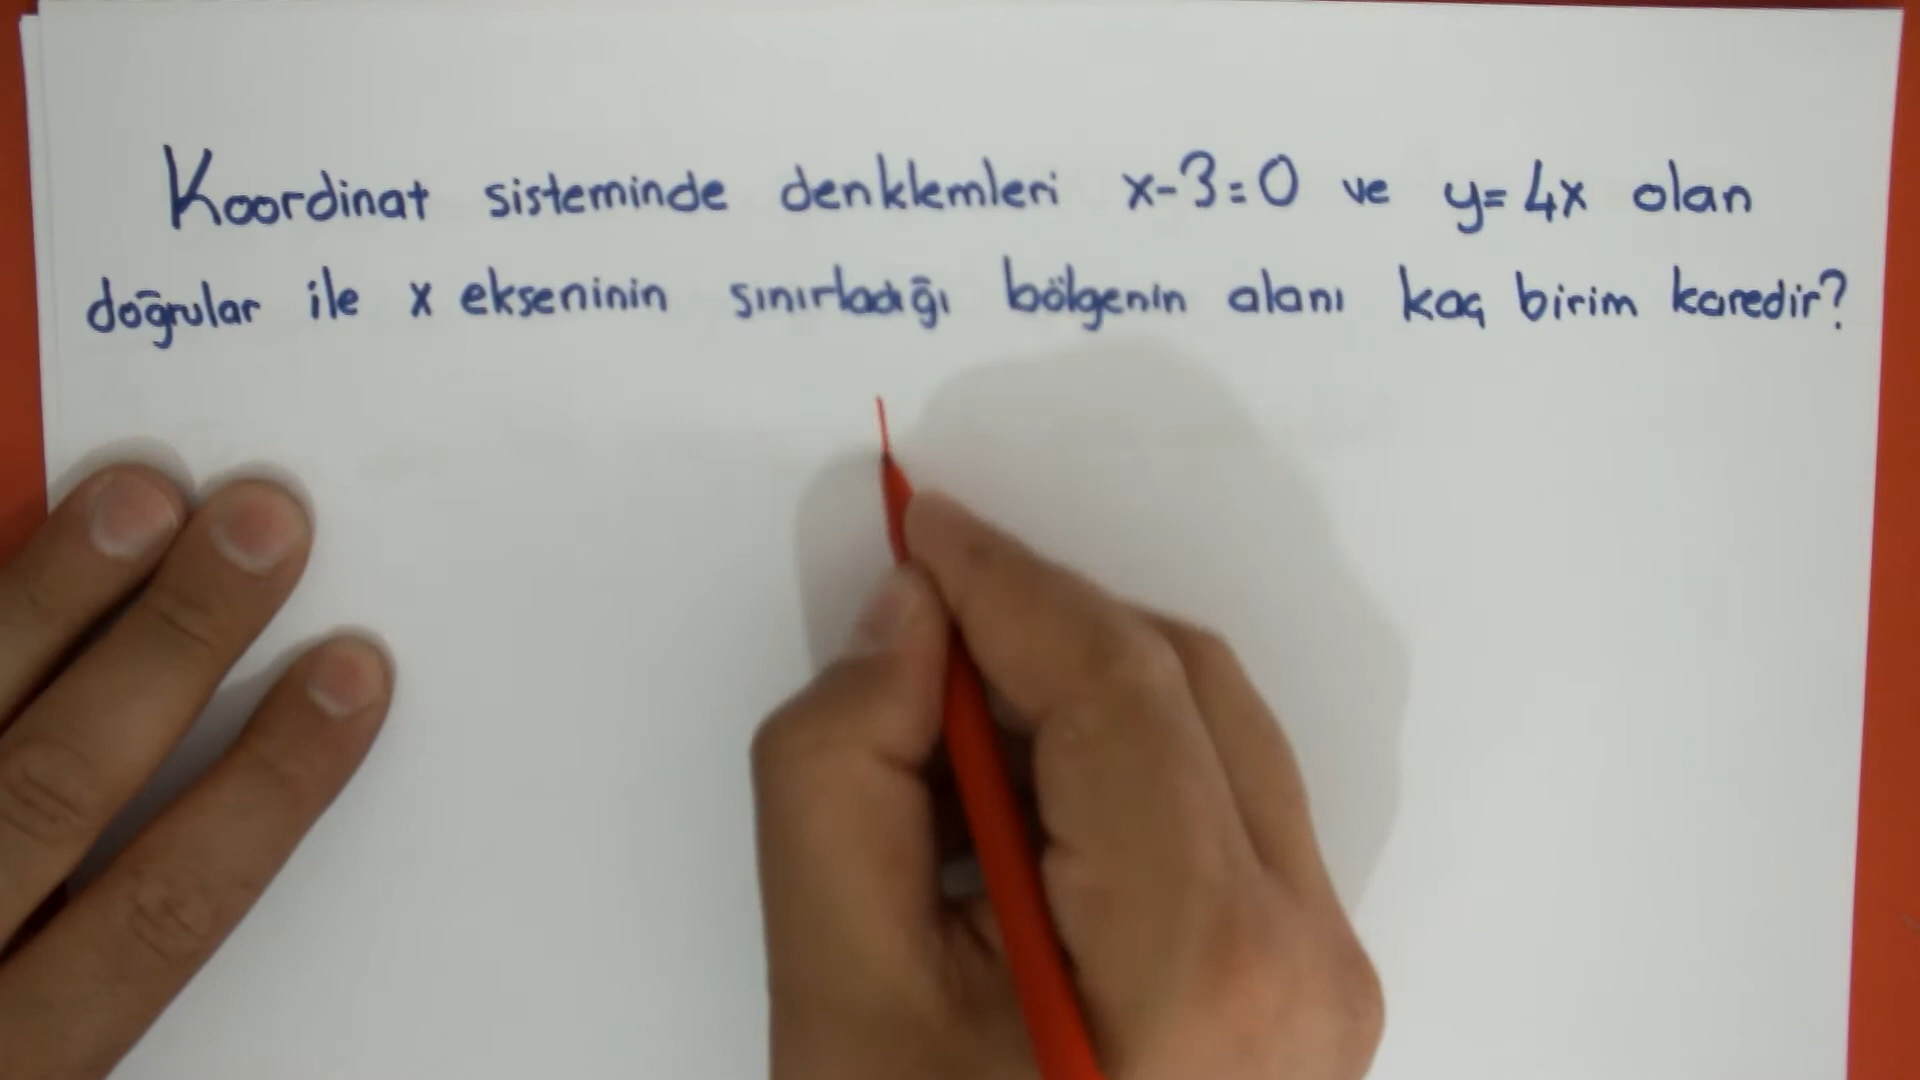 Koordinat sisteminde denklemleri x-3=0 ve y=4x olan
doğrular ile x ekseninin sınırladığı bölgenin alanı kaç birim karedir?